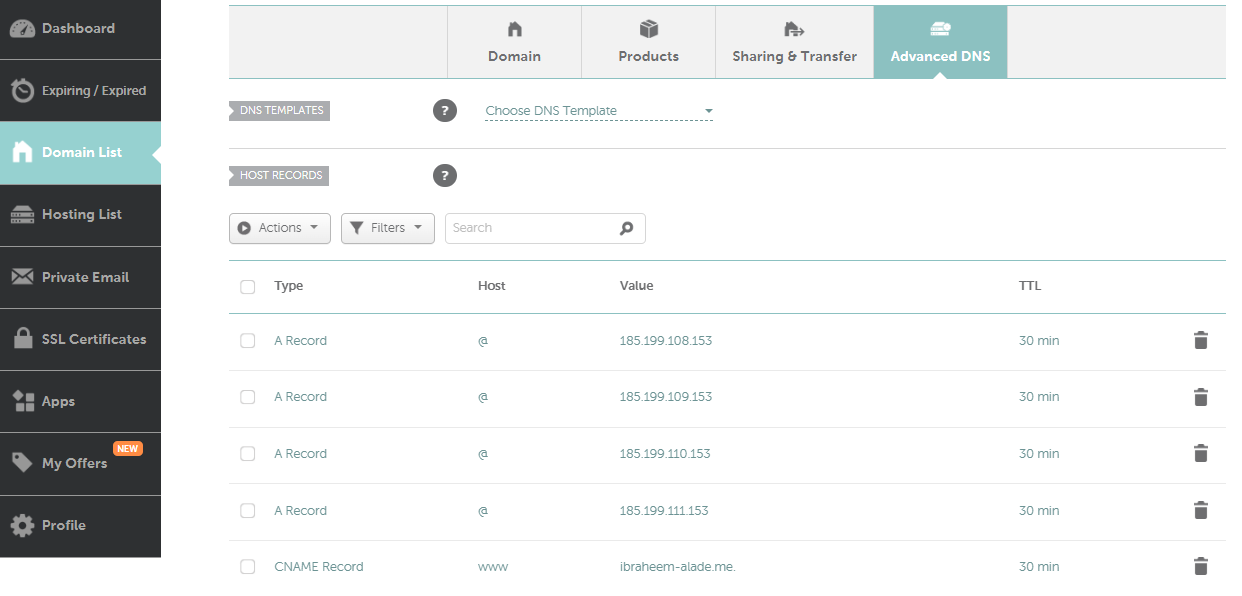 Dashboard
Expiring / Expired
Domain List
Hosting List
Private Email
SSL Certificates
Apps
My Offers NEW
Profile
Domain Products Sharing & Transfer Advanced DNS
DNS TEMPLATES ? Choose DNS Template
HOST RECORDS ?
Actions Filters Search
Type Host Value TTL
A Record @ 185.199.108.153 30 min
A Record @ 185.199.109.153 30 min
A Record @ 185.199.110.153 30 min
A Record @ 185.199.111.153 30 min
CNAME Record www ibraheem-alade.me. 30 min